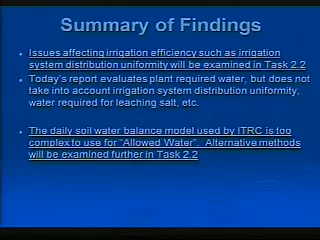 Summary of Findings
Issues affecting irrigation efficiency such as irrigation
system distribution uniformity will be examined in Task 2.2
Today's report evaluates plant required water, but does not
take into account irrigation system distribution uniformity,
water required for leaching salt, etc.
The daily soil water balance model used by ITRC is too
complex to use for "Allowed Water". Alternative methods
will be examined further in Task 2.2